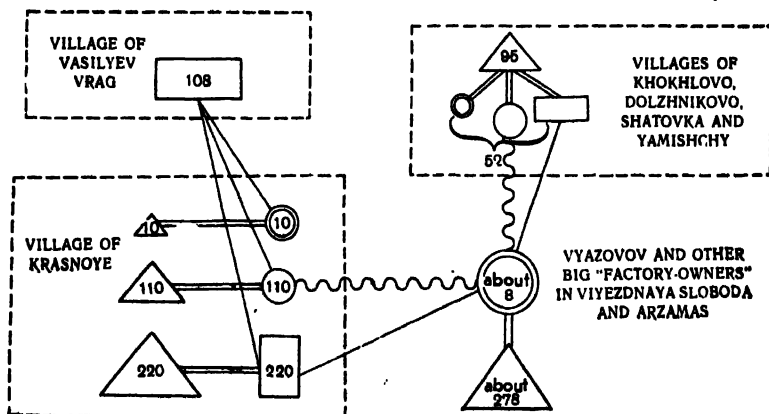 VILLAGE OF
VASILYEV
VRAG
108
95
VILLAGES OF
KHOKHLOVO,
DOLZHNIKOVO,
SHATOVKA AND
YAMISHCHY
52
VILLAGE OF
KRASNOYE
10
10
110
110
220
220
about
8
VYAZOVOV AND OTHER
BIG "FACTORY-OWNERS"
IN VIYEZDNAYA SLOBODA
AND ARZAMAS
about
278